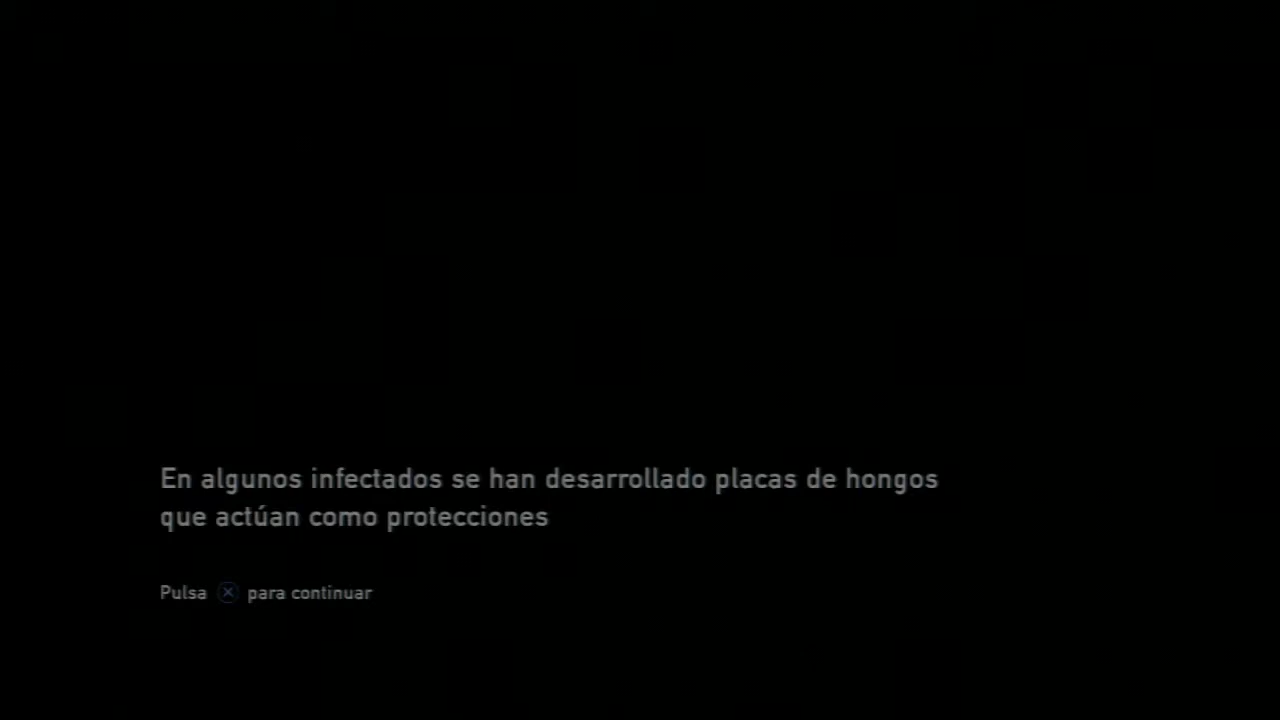 En algunos infectados se han desarrollado placas de hongos
que actúan como protecciones
Pulsa ⓧ para continuar